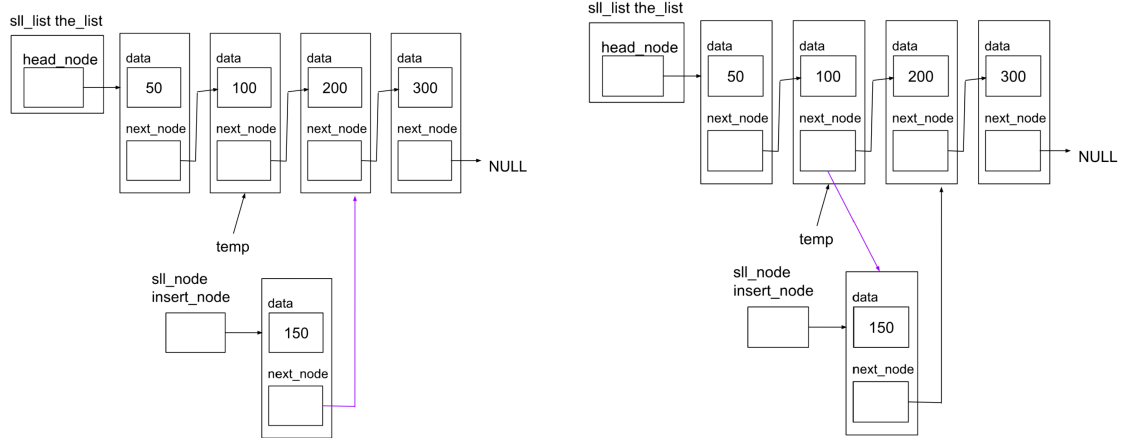 sll_list the_list
head_node
data
data
data
data
50
100
200
300
next_node
next_node
next_node
next_node
NULL
temp
sll_node
insert_node
data
150
next_node
sll_list the_list
head_node
data
data
data
data
50
100
200
300
next_node
next_node
next_node
next_node
NULL
temp
sll_node
insert_node
data
150
next_node